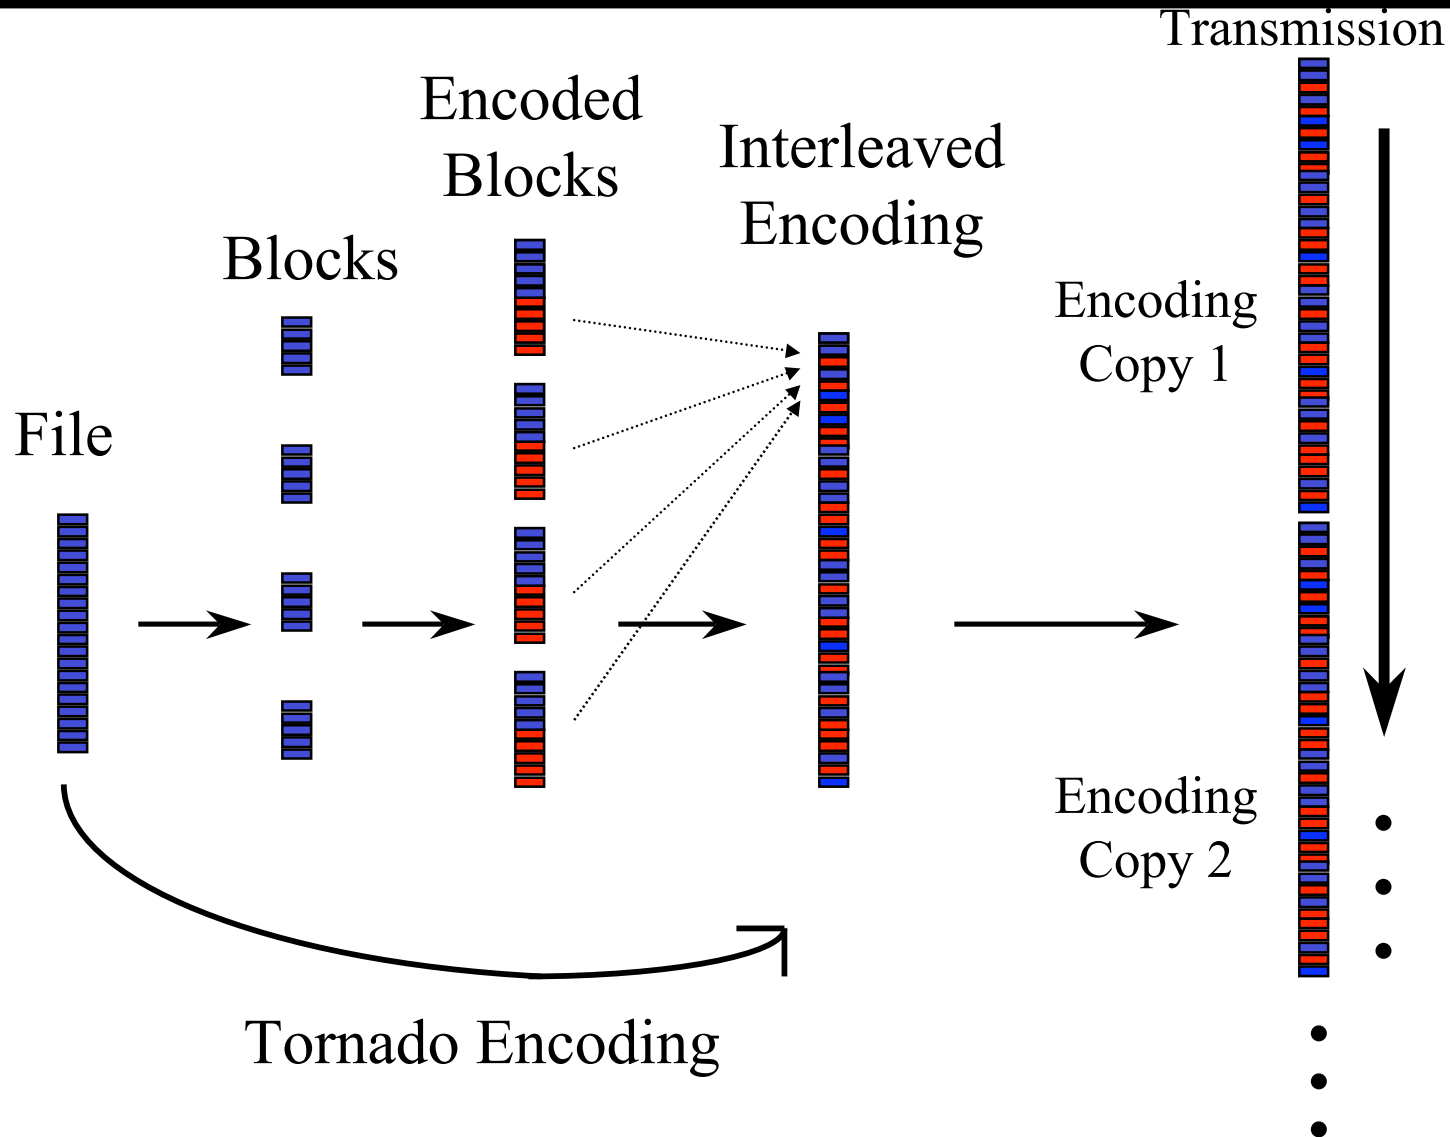 Transmission
Encoded
Blocks
Interleaved
Encoding
Blocks
Encoding
Copy 1
File
Encoding
Copy 2
Tornado Encoding